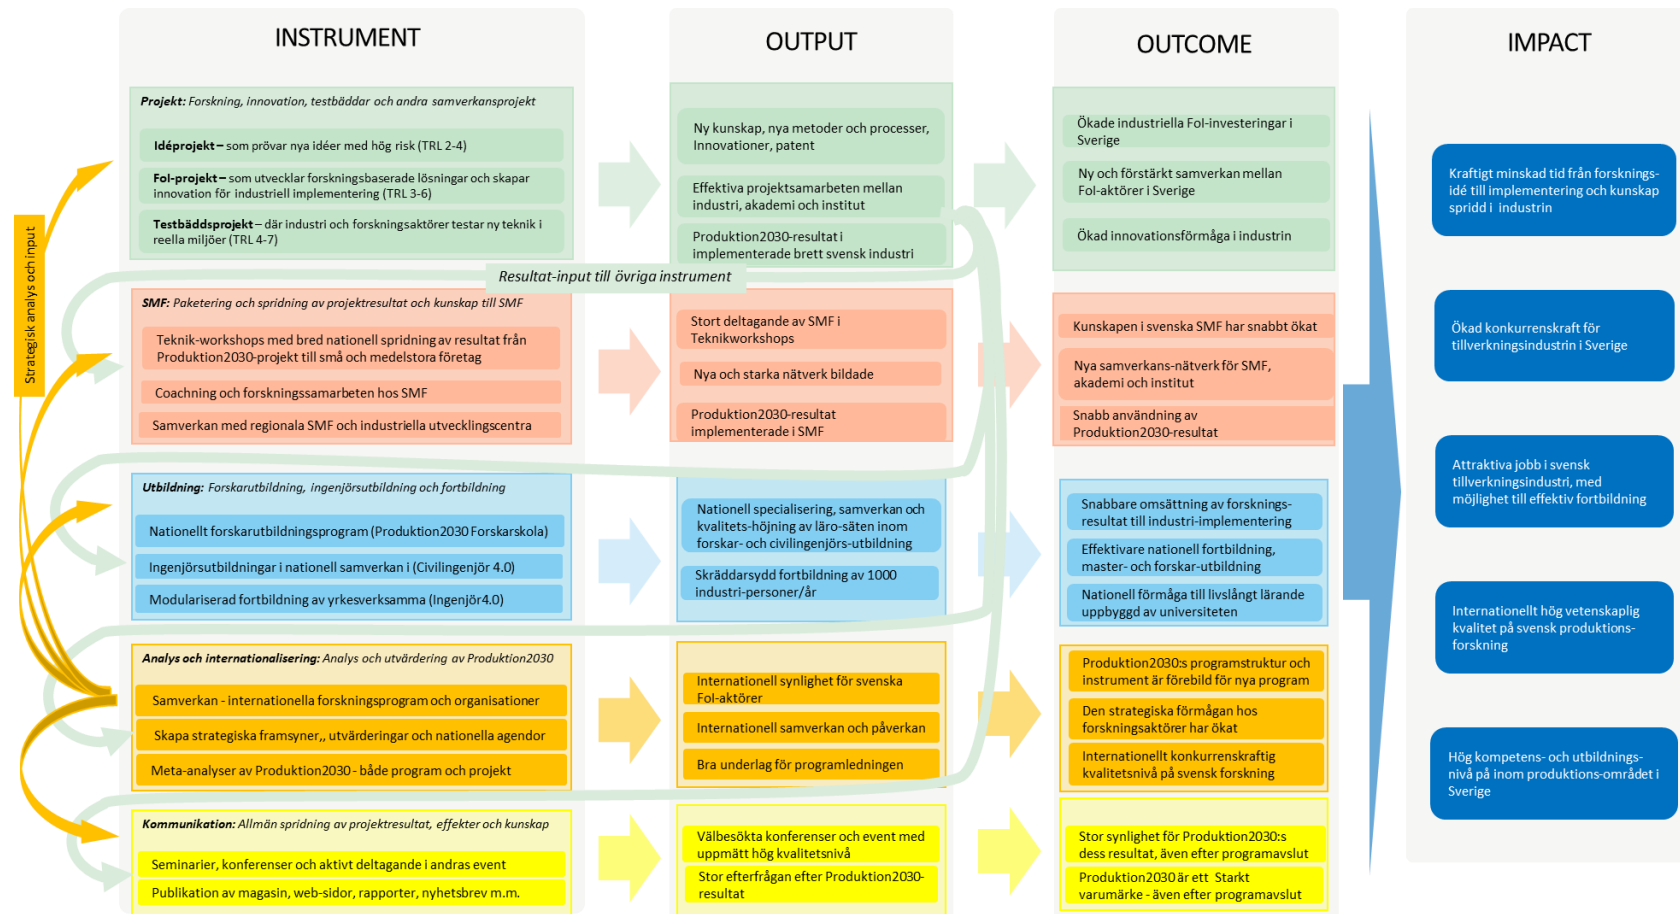 INSTRUMENT
OUTPUT
OUTCOME
IMPACT
Strategisk analys och input
Projekt: Forskning, innovation, testbäddar och andra samverkansprojekt
Idéprojekt – som prövar nya idéer med hög risk (TRL 2-4)
FoI-projekt – som utvecklar forskningsbaserade lösningar och skapar
innovation för industriell implementering (TRL 3-6)
Testbäddsprojekt – där industri och forskningsaktörer testar ny teknik i
reella miljöer (TRL 4-7)
Ny kunskap, nya metoder och processer,
Innovationer, patent
Effektiva projektsamarbeten mellan
industri, akademi och institut
Produktion2030-resultat i
implementerade brett svensk industri
Ökade industriella FoI-investeringar i
Sverige
Ny och förstärkt samverkan mellan
FoI-aktörer i Sverige
Ökad innovationsförmåga i industrin
Resultat-input till övriga instrument
SMF: Paketering och spridning av projektresultat och kunskap till SMF
Teknik-workshops med bred nationell spridning av resultat från
Produktion2030-projekt till små och medelstora företag
Coachning och forskningssamarbeten hos SMF
Samverkan med regionala SMF och industriella utvecklingscentra
Stort deltagande av SMF i
Teknikworkshops
Nya och starka nätverk bildade
Produktion2030-resultat
implementerade i SMF
Kunskapen i svenska SMF har snabbt ökat
Nya samverkans-nätverk för SMF,
akademi och institut
Snabb användning av
Produktion2030-resultat
Utbildning: Forskarutbildning, ingenjörsutbildning och fortbildning
Nationellt forskarutbildningsprogram (Produktion2030 Forskarskola)
Ingenjörsutbildningar i nationell samverkan i (Civilingenjör 4.0)
Modulariserad fortbildning av yrkesverksamma (Ingenjör4.0)
Nationell specialisering, samverkan och
kvalitets-höjning av läro-säten inom
forskar- och civilingenjörs-utbildning
Skräddarsydd fortbildning av 1000
industri-personer/år
Snabbare omsättning av forsknings-
resultat till industri-implementering
Effektivare nationell fortbildning,
master- och forskar-utbildning
Nationell förmåga till livslångt lärande
uppbyggd av universiteten
Analys och internationalisering: Analys och utvärdering av Produktion2030
Samverkan - internationella forskningsprogram och organisationer
Skapa strategiska framsyner,, utvärderingar och nationella agendor
Meta-analyser av Produktion2030 - både program och projekt
Internationell synlighet för svenska
FoI-aktörer
Internationell samverkan och påverkan
Bra underlag för programledningen
Produktion2030:s programstruktur och
instrument är förebild för nya program
Den strategiska förmågan hos
forskningsaktörer har ökat
Internationellt konkurrenskraftig
kvalitetsnivå på svensk forskning
Kommunikation: Allmän spridning av projektresultat, effekter och kunskap
Seminarier, konferenser och aktivt deltagande i andras event
Publikation av magasin, web-sidor, rapporter, nyhetsbrev m.m.
Välbesökta konferenser och event med
uppmätt hög kvalitetsnivå
Stor efterfrågan efter Produktion2030-
resultat
Stor synlighet för Produktion2030:s
dess resultat, även efter programavslut
Produktion2030 är ett Starkt
varumärke - även efter programavslut
Kraftigt minskad tid från forsknings-
idé till implementering och kunskap
spridd i industrin
Ökad konkurrenskraft för
tillverkningsindustrin i Sverige
Attraktiva jobb i svensk
tillverkningsindustri, med
möjlighet till effektiv fortbildning
Internationellt hög vetenskaplig
kvalitet på svensk produktions-
forskning
Hög kompetens- och utbildnings-
nivå på inom produktions-området i
Sverige